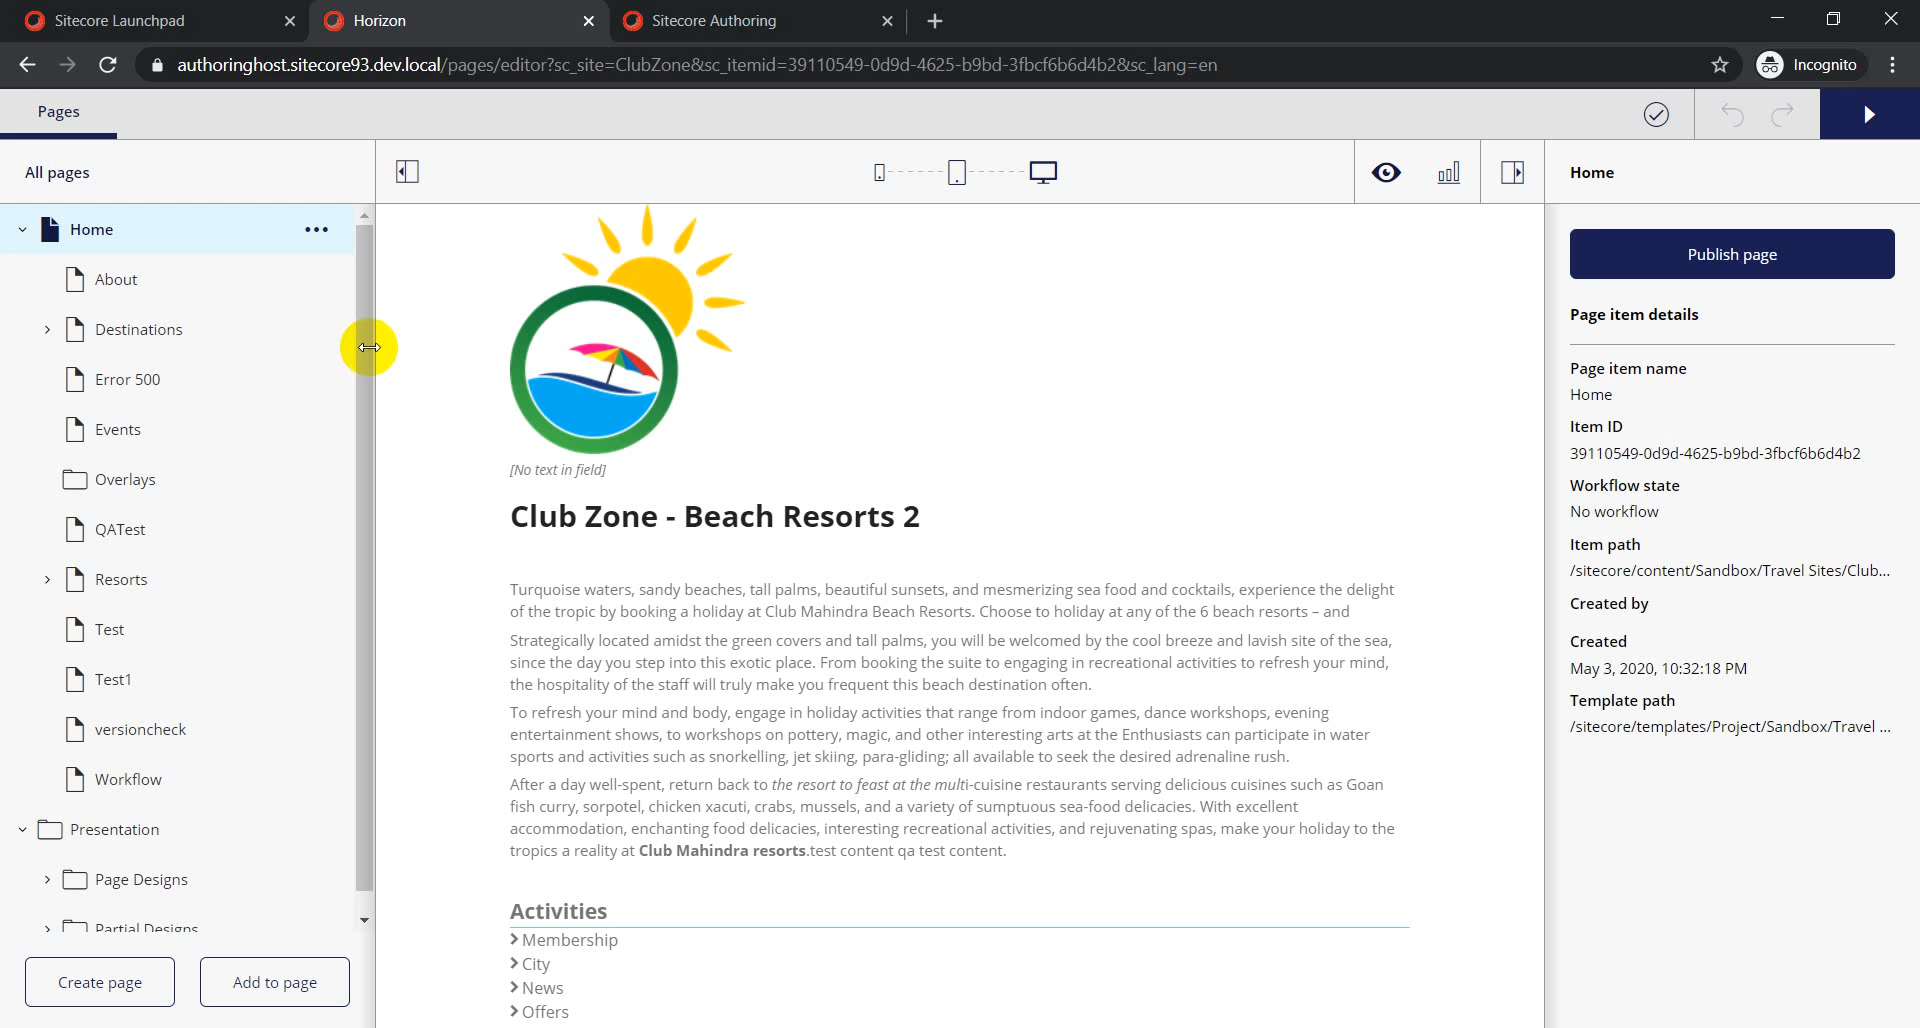 Sitecore Launchpad
Horizon
Sitecore Authoring
authoringhost.sitecore93.dev.local/pages/editor?sc_site=ClubZone&sc_itemid=39110549-0d9d-4625-b9bd-3fbcf6b6d4b2&sc_lang=en
Incognito
Pages
All pages
Home
About
Destinations
Error 500
Events
Overlays
QATest
Resorts
Test
Test1
versioncheck
Workflow
Presentation
Page Designs
Partial Designs
Create page
Add to page
[No text in field]
Club Zone - Beach Resorts 2
Turquoise waters, sandy beaches, tall palms, beautiful sunsets, and mesmerizing sea food and cocktails, experience the delight
of the tropic by booking a holiday at Club Mahindra Beach Resorts. Choose to holiday at any of the 6 beach resorts – and
Strategically located amidst the green covers and tall palms, you will be welcomed by the cool breeze and lavish site of the sea,
since the day you step into this exotic place. From booking the suite to engaging in recreational activities to refresh your mind,
the hospitality of the staff will truly make you frequent this beach destination often.
To refresh your mind and body, engage in holiday activities that range from indoor games, dance workshops, evening
entertainment shows, to workshops on pottery, magic, and other interesting arts at the Enthusiasts can participate in water
sports and activities such as snorkelling, jet skiing, para-gliding; all available to seek the desired adrenaline rush.
After a day well-spent, return back to the resort to feast at the multi-cuisine restaurants serving delicious cuisines such as Goan
fish curry, sorpotel, chicken xacuti, crabs, mussels, and a variety of sumptuous sea-food delicacies. With excellent
accommodation, enchanting food delicacies, interesting recreational activities, and rejuvenating spas, make your holiday to the
tropics a reality at Club Mahindra resorts.test content qa test content.
Activities
Membership
City
News
Offers
Home
Publish page
Page item details
Page item name
Home
Item ID
39110549-0d9d-4625-b9bd-3fbcf6b6d4b2
Workflow state
No workflow
Item path
/sitecore/content/Sandbox/Travel Sites/Club...
Created by
Created
May 3, 2020, 10:32:18 PM
Template path
/sitecore/templates/Project/Sandbox/Travel ...